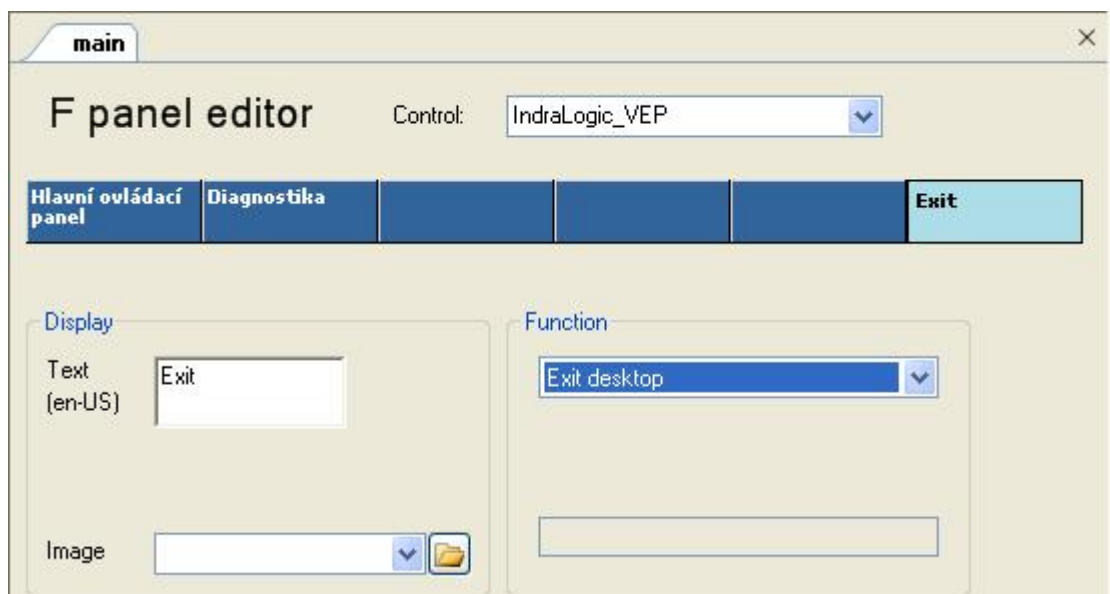 main
F panel editor
Control:
IndraLogic_VEP
Hlavní ovládací
panel
Diagnostika
Exit
Display
Text
(en-US)
Exit
Image
Function
Exit desktop